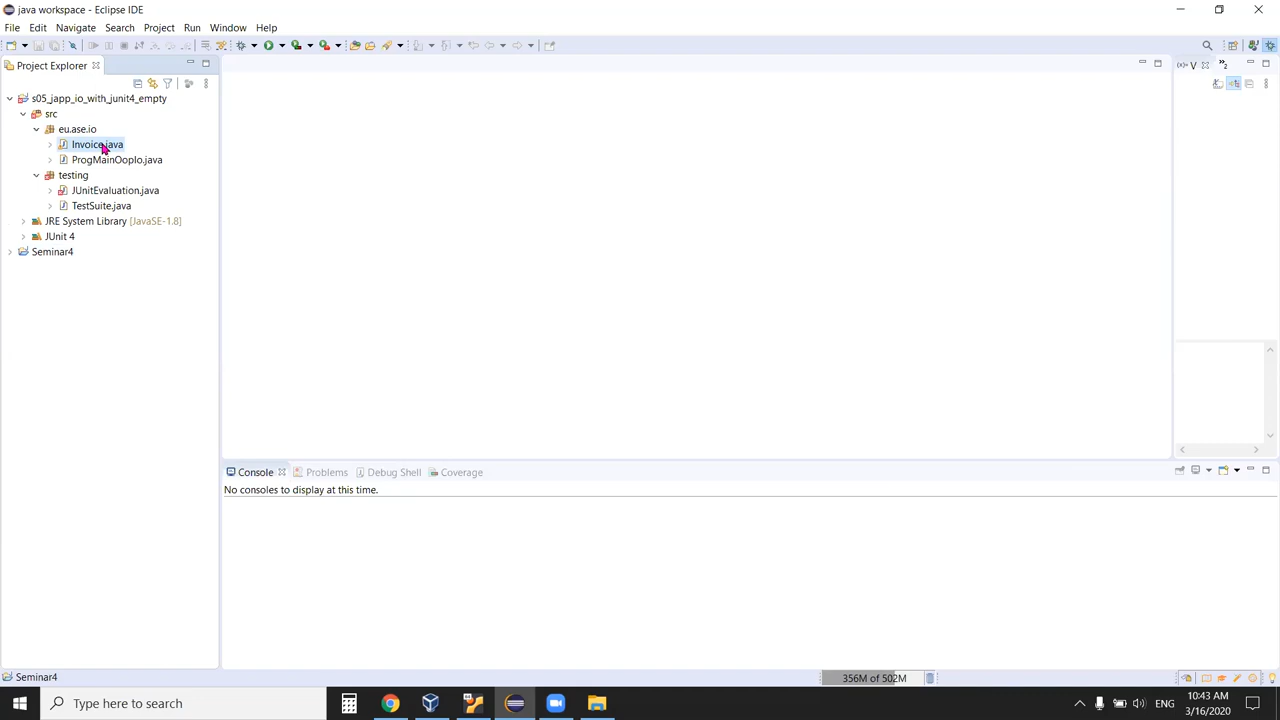 java workspace - Eclipse IDE
File Edit Navigate Search Project Run Window Help
Project Explorer
(x)= V
»2
s05_japp_io_with_junit4_empty
src
eu.ase.io
Invoice.java
ProgMainOopIo.java
testing
JUnitEvaluation.java
TestSuite.java
JRE System Library [JavaSE-1.8]
JUnit 4
Seminar4
Console Problems Debug Shell Coverage
No consoles to display at this time.
Seminar4
356M of 502M
Type here to search
ENG
10:43 AM
3/16/2020